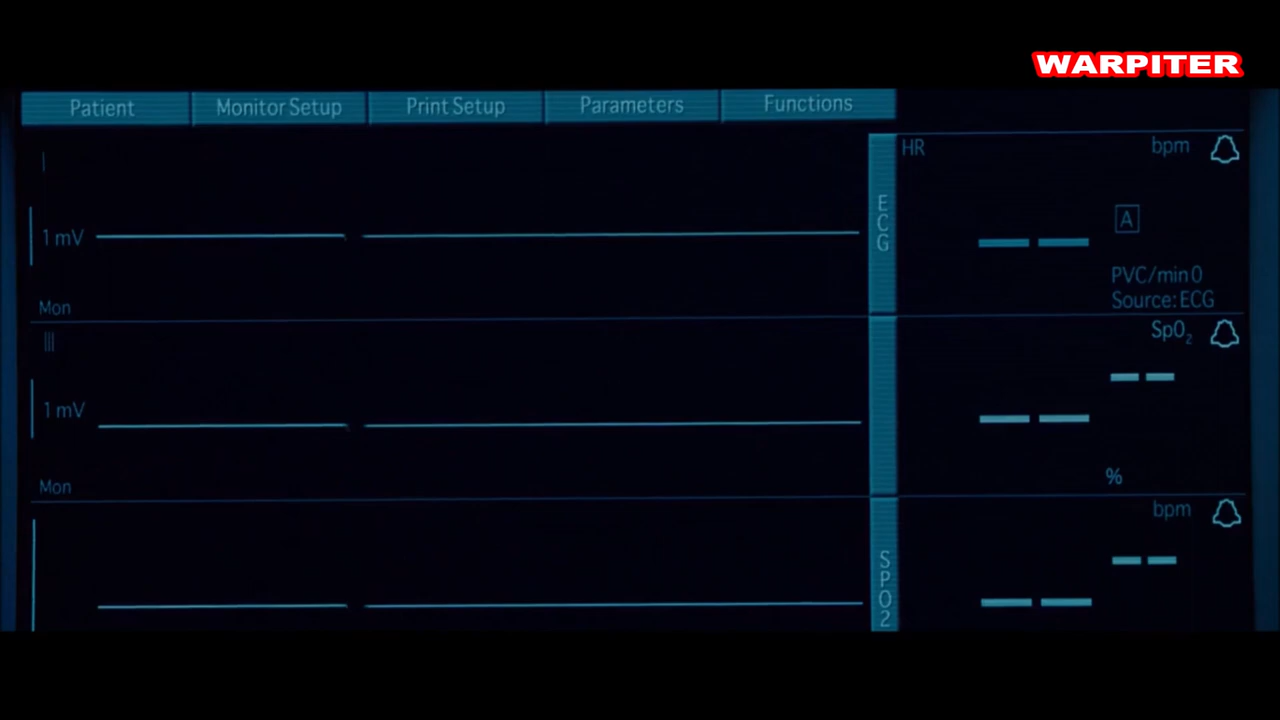 WARPITER
Patient Monitor Setup Print Setup Parameters Functions
I
HR bpm
1 mV
A
PVC/min 0
Source: ECG
Mon
ECG
III
SpO₂
1 mV
%
Mon
bpm
SPO2